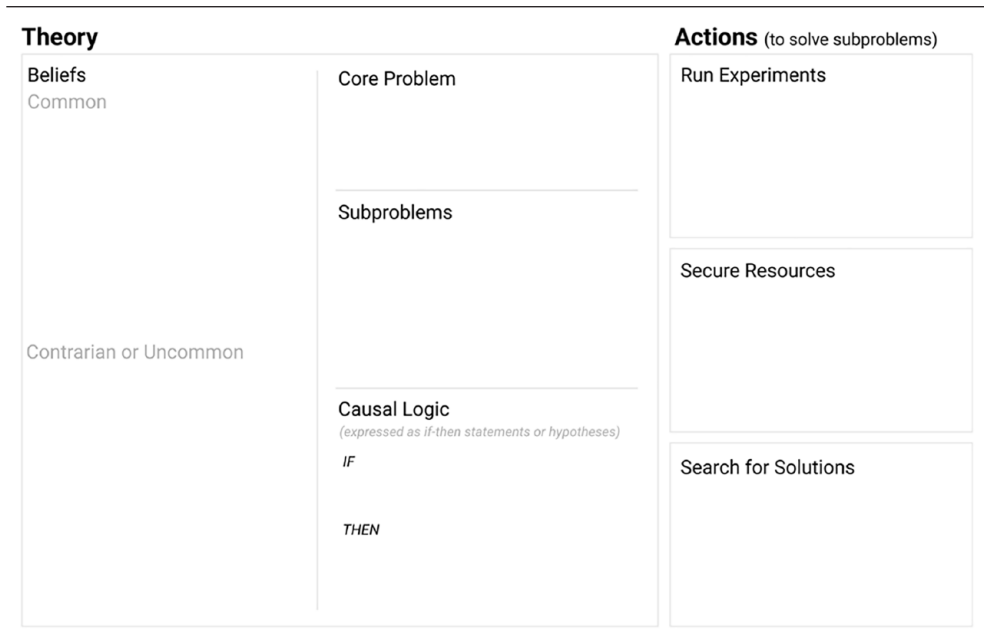 Theory
Beliefs
Common
Contrarian or Uncommon
Core Problem
Subproblems
Causal Logic
(expressed as if-then statements or hypotheses)
IF
THEN
Actions (to solve subproblems)
Run Experiments
Secure Resources
Search for Solutions